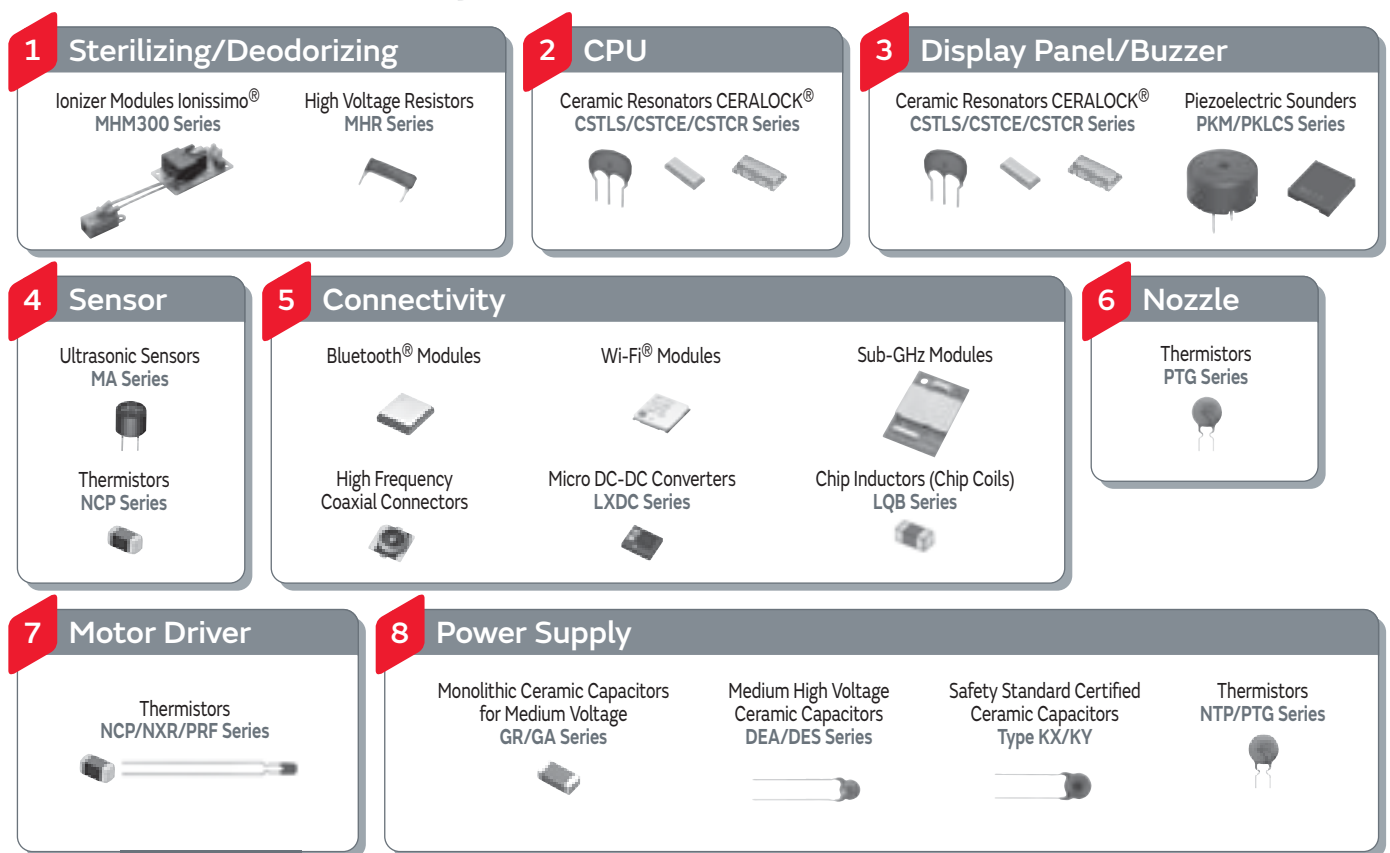 1 Sterilizing/Deodorizing
Ionizer Modules Ionissimo®
MHM300 Series
High Voltage Resistors
MHR Series
2 CPU
Ceramic Resonators CERALOCK®
CSTLS/CSTCE/CSTCR Series
3 Display Panel/Buzzer
Ceramic Resonators CERALOCK®
CSTLS/CSTCE/CSTCR Series
Piezoelectric Sounders
PKM/PKLCS Series
4 Sensor
Ultrasonic Sensors
MA Series
Thermistors
NCP Series
5 Connectivity
Bluetooth® Modules
Wi-Fi® Modules
Sub-GHz Modules
High Frequency
Coaxial Connectors
Micro DC-DC Converters
LXDC Series
Chip Inductors (Chip Coils)
LQB Series
6 Nozzle
Thermistors
PTG Series
7 Motor Driver
Thermistors
NCP/NXR/PRF Series
8 Power Supply
Monolithic Ceramic Capacitors
for Medium Voltage
GR/GA Series
Medium High Voltage
Ceramic Capacitors
DEA/DES Series
Safety Standard Certified
Ceramic Capacitors
Type KX/KY
Thermistors
NTP/PTG Series